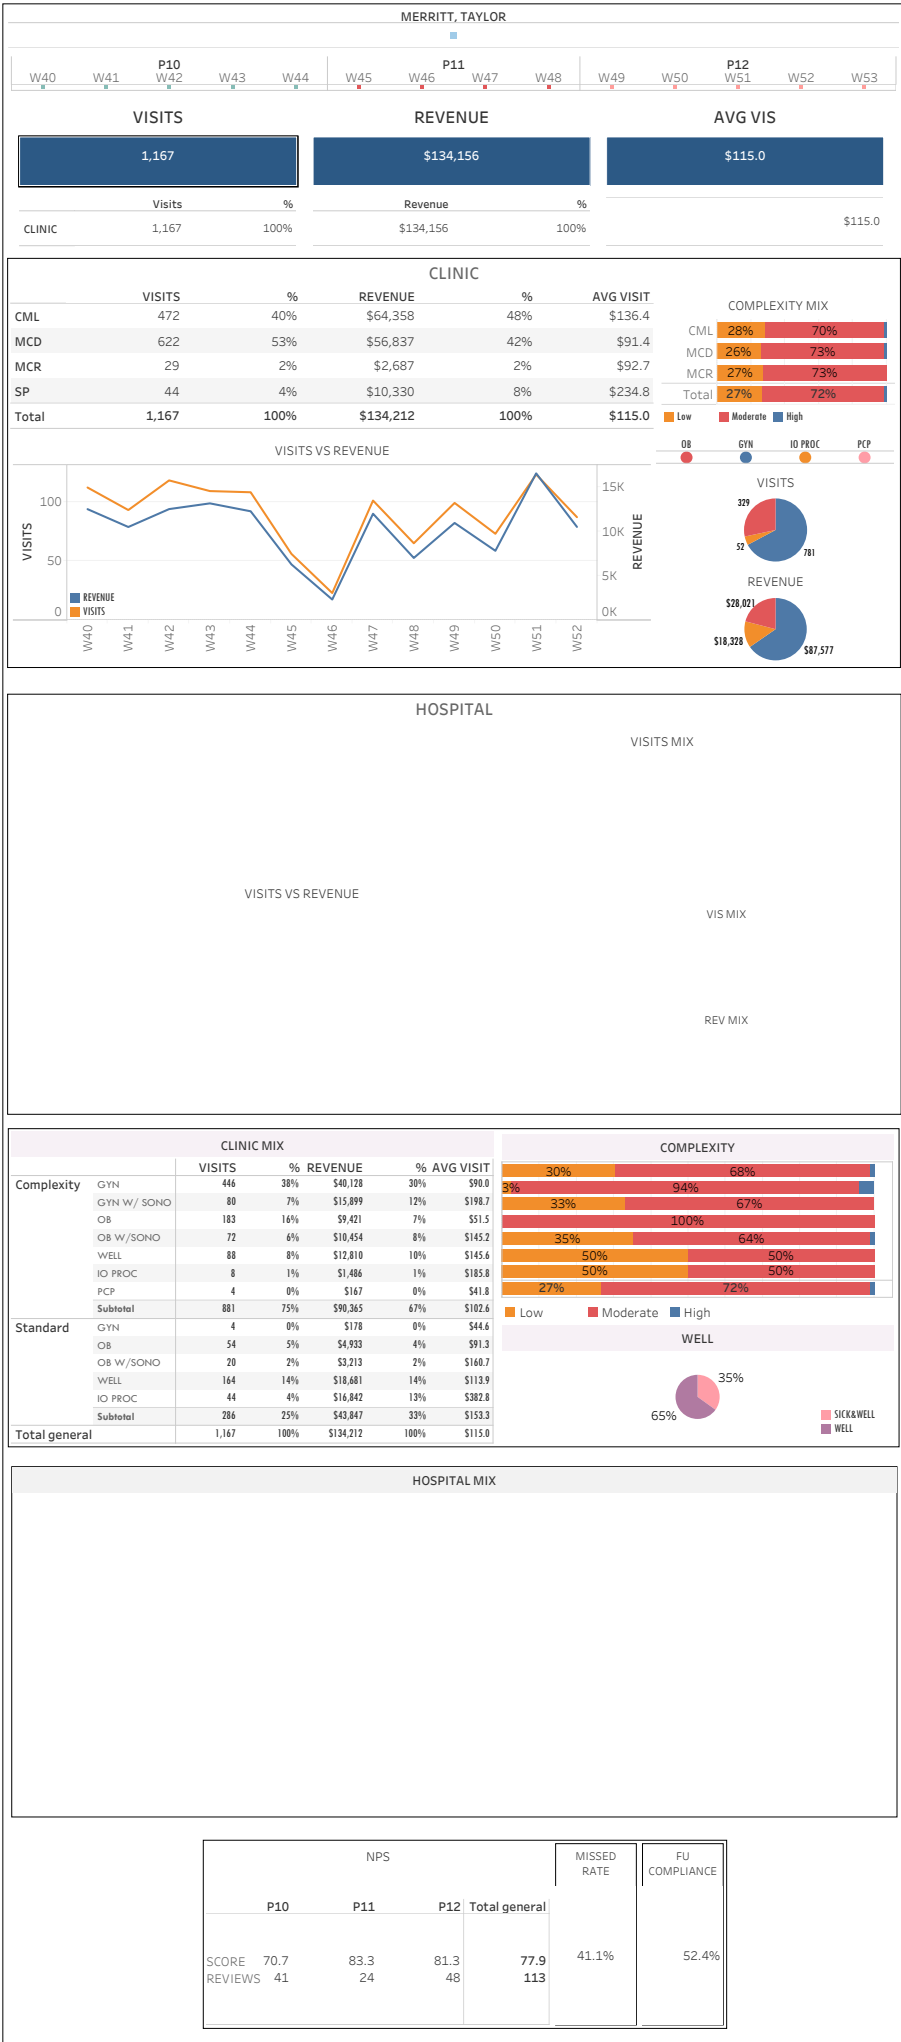 MERRITT, TAYLOR
P10 P11 P12
W40 W41 W42 W43 W44 W45 W46 W47 W48 W49 W50 W51 W52 W53
VISITS REVENUE AVG VIS
1,167 $134,156 $115.0
Visits % Revenue %
CLINIC 1,167 100% $134,156 100% $115.0
CLINIC
VISITS % REVENUE % AVG VISIT
CML 472 40% $64,358 48% $136.4
MCD 622 53% $56,837 42% $91.4
MCR 29 2% $2,687 2% $92.7
SP 44 4% $10,330 8% $234.8
Total 1,167 100% $134,212 100% $115.0
COMPLEXITY MIX
CML 28% 70%
MCD 26% 73%
MCR 27% 73%
Total 27% 72%
Low Moderate High
OB GYN IO PROC PCP
VISITS
329
52
781
REVENUE
$28,021
$18,328
$87,577
VISITS VS REVENUE
VISITS
100
50
0
REVENUE
VISITS
15K
10K
5K
0K
REVENUE
W40 W41 W42 W43 W44 W45 W46 W47 W48 W49 W50 W51 W52
HOSPITAL
VISITS MIX
VISITS VS REVENUE
VIS MIX
REV MIX
CLINIC MIX
VISITS % REVENUE % AVG VISIT
Complexity GYN 446 38% $40,128 30% $90.0
GYN W/ SONO 80 7% $15,899 12% $198.7
OB 183 16% $9,421 7% $51.5
OB W/SONO 72 6% $10,454 8% $145.2
WELL 88 8% $12,810 10% $145.6
IO PROC 8 1% $1,486 1% $185.8
PCP 4 0% $167 0% $41.8
Subtotal 881 75% $90,365 67% $102.6
Standard GYN 4 0% $178 0% $44.6
OB 54 5% $4,933 4% $91.3
OB W/SONO 20 2% $3,213 2% $160.7
WELL 164 14% $18,681 14% $113.9
IO PROC 44 4% $16,842 13% $382.8
Subtotal 286 25% $43,847 33% $153.3
Total general 1,167 100% $134,212 100% $115.0
COMPLEXITY
30% 68%
3% 94%
33% 67%
100%
35% 64%
50% 50%
50% 50%
27% 72%
Low Moderate High
WELL
35%
65%
SICK&WELL
WELL
HOSPITAL MIX
NPS
P10 P11 P12 Total general
SCORE 70.7 83.3 81.3 77.9
REVIEWS 41 24 48 113
MISSED
RATE
41.1%
FU
COMPLIANCE
52.4%